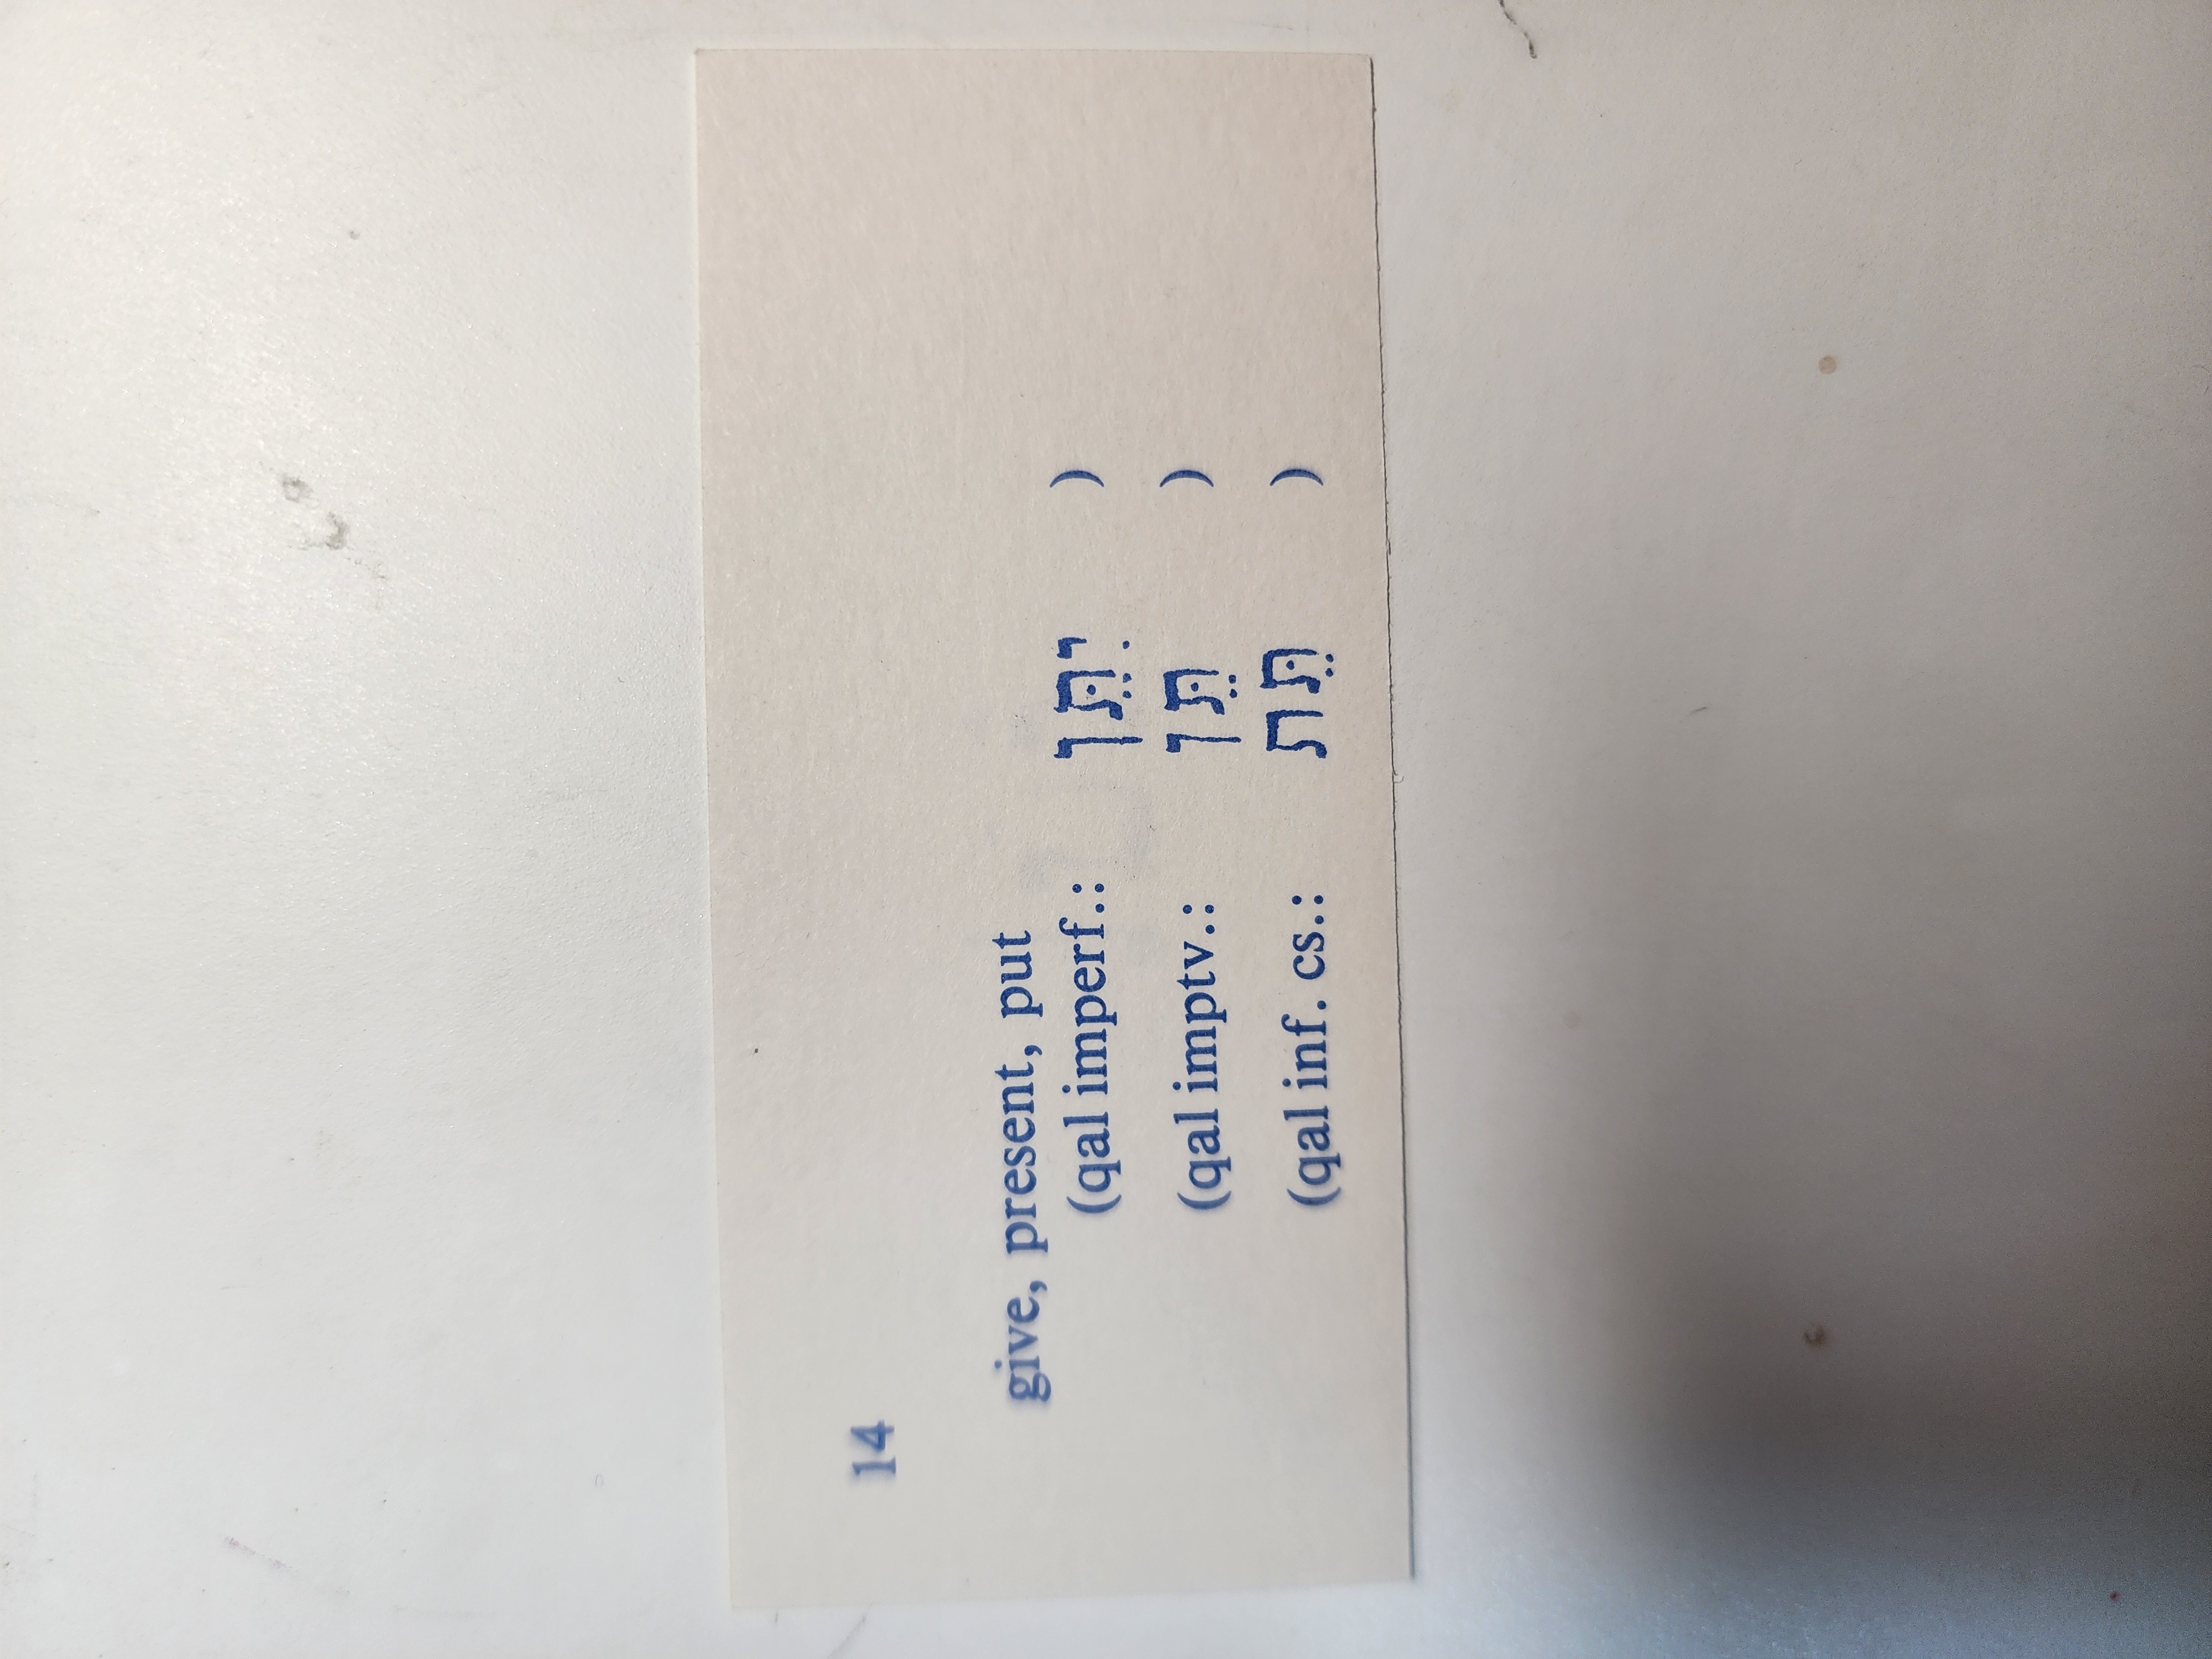 14
give, present, put
(qal imperf.: יִתֵּן )
(qal imptv.: תֵּן )
(qal inf. cs.: תֵּת )